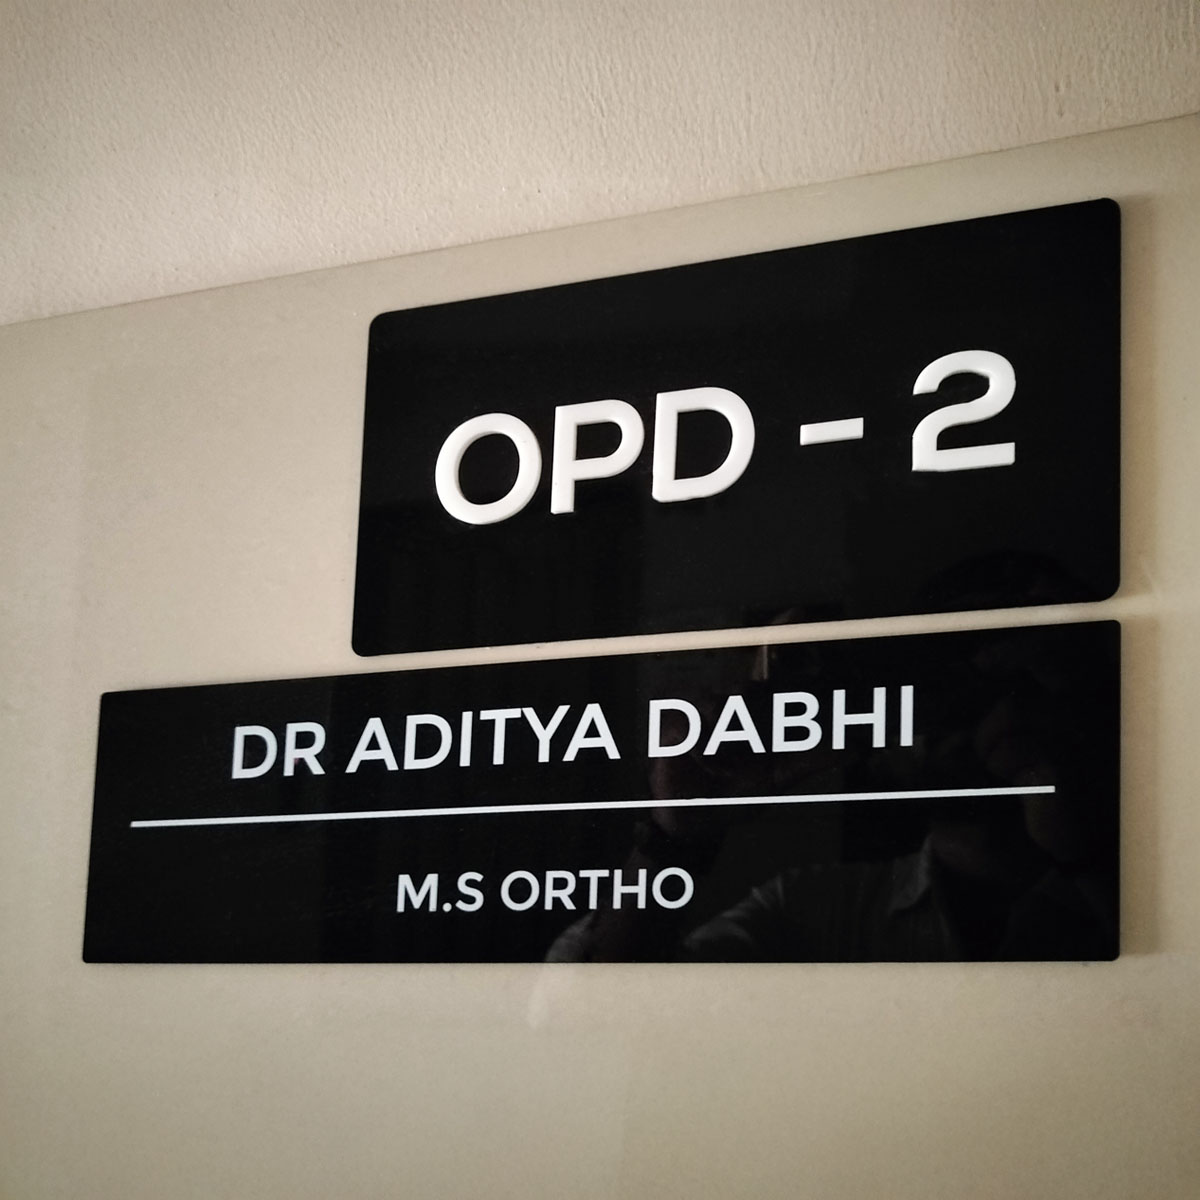 OPD - 2
DR ADITYA DABHI
M.S ORTHO